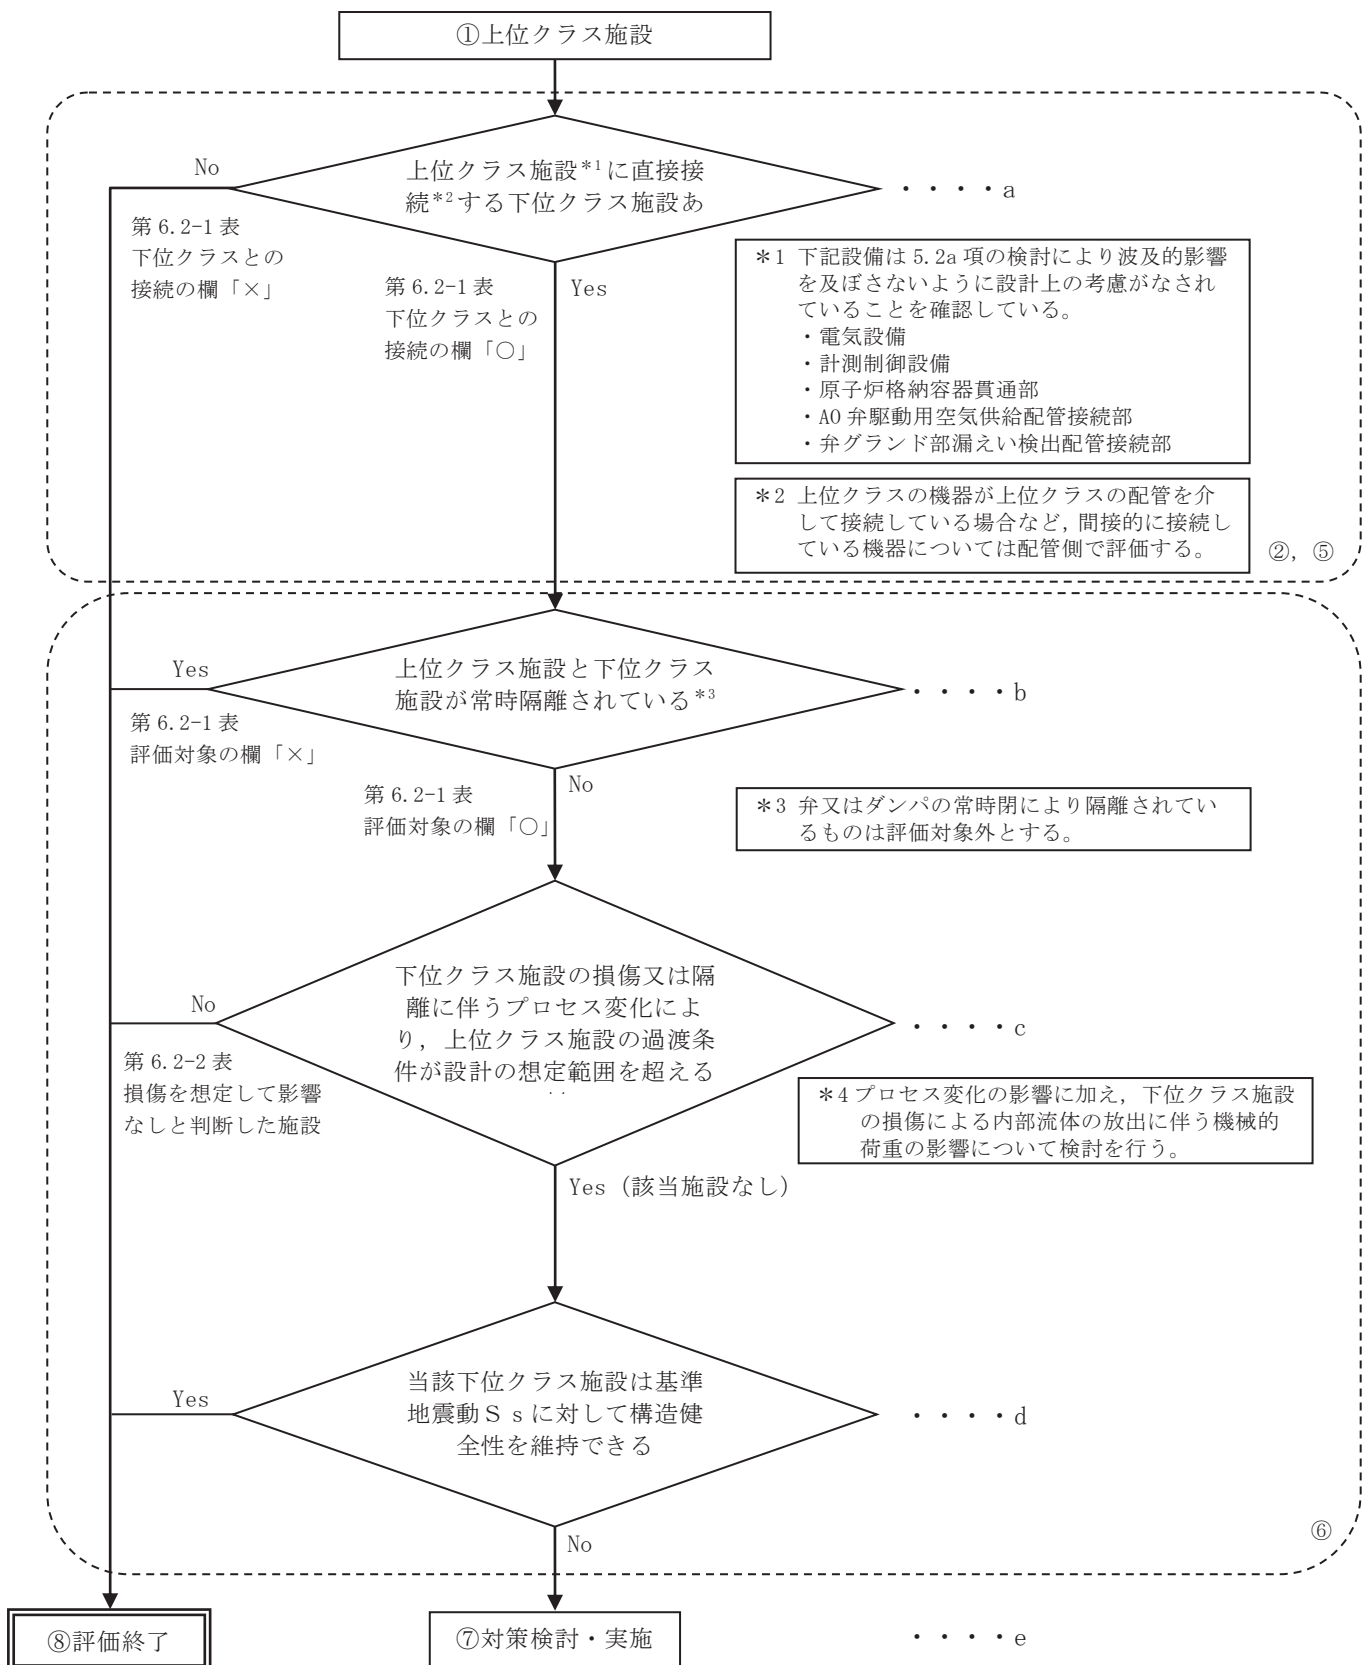 ①上位クラス施設
No
上位クラス施設*1に直接接
続*2する下位クラス施設あ
・・・・a
第 6.2-1 表
下位クラスとの
接続の欄「×」
第 6.2-1 表
下位クラスとの
接続の欄「○」
Yes
*1 下記設備は 5.2a 項の検討により波及的影響
を及ぼさないように設計上の考慮がなされ
ていることを確認している。
・電気設備
・計測制御設備
・原子炉格納容器貫通部
・AO 弁駆動用空気供給配管接続部
・弁グランド部漏えい検出配管接続部
*2 上位クラスの機器が上位クラスの配管を介
して接続している場合など,間接的に接続し
ている機器については配管側で評価する。
②,⑤
Yes
上位クラス施設と下位クラス
施設が常時隔離されている*3
・・・・b
第 6.2-1 表
評価対象の欄「×」
No
第 6.2-1 表
評価対象の欄「○」
*3 弁又はダンパの常時閉により隔離されてい
るものは評価対象外とする。
No
下位クラス施設の損傷又は隔
離に伴うプロセス変化によ
り,上位クラス施設の過渡条
件が設計の想定範囲を超える
・・・・c
第 6.2-2 表
損傷を想定して影響
なしと判断した施設
*4 プロセス変化の影響に加え,下位クラス施設
の損傷による内部流体の放出に伴う機械的
荷重の影響について検討を行う。
Yes(該当施設なし)
Yes
当該下位クラス施設は基準
地震動Ssに対して構造健
全性を維持できる
・・・・d
⑥
No
⑧評価終了
⑦対策検討・実施
・・・・e